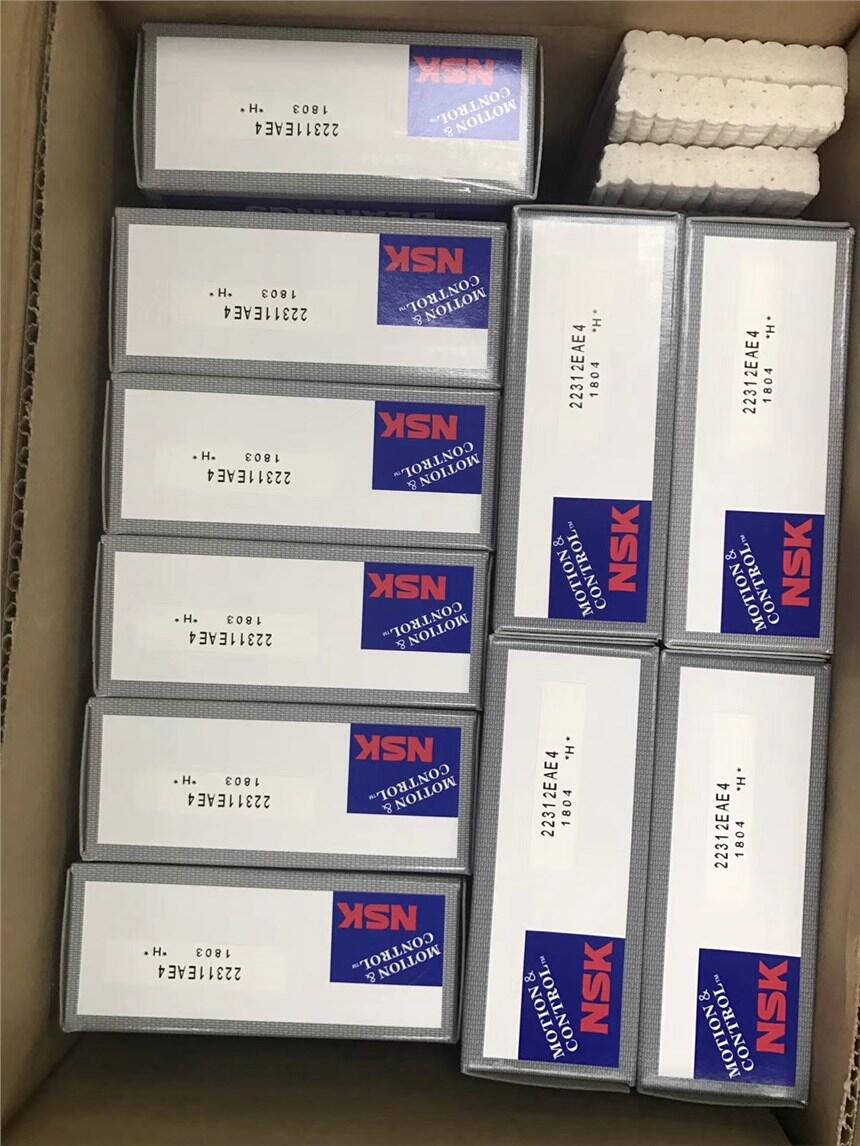 NSK
MOTION &
CONTROL™
22311EAE4
1803 *H*
BEARINGS
NSK
MOTION &
CONTROL™
22311EAE4
1803 *H*
NSK
MOTION &
CONTROL™
22311EAE4
1803 *H*
NSK
MOTION &
CONTROL™
22311EAE4
1803 *H*
NSK
MOTION &
CONTROL™
22311EAE4
1803 *H*
NSK
MOTION &
CONTROL™
22311EAE4
1803 *H*
22312EAE4
1804 *H*
MOTION &
CONTROL™
NSK
22312EAE4
1804 *H*
MOTION &
CONTROL™
NSK
22312EAE4
1804 *H*
MOTION &
CONTROL™
NSK
22312EAE4
1804 *H*
MOTION &
CONTROL™
NSK